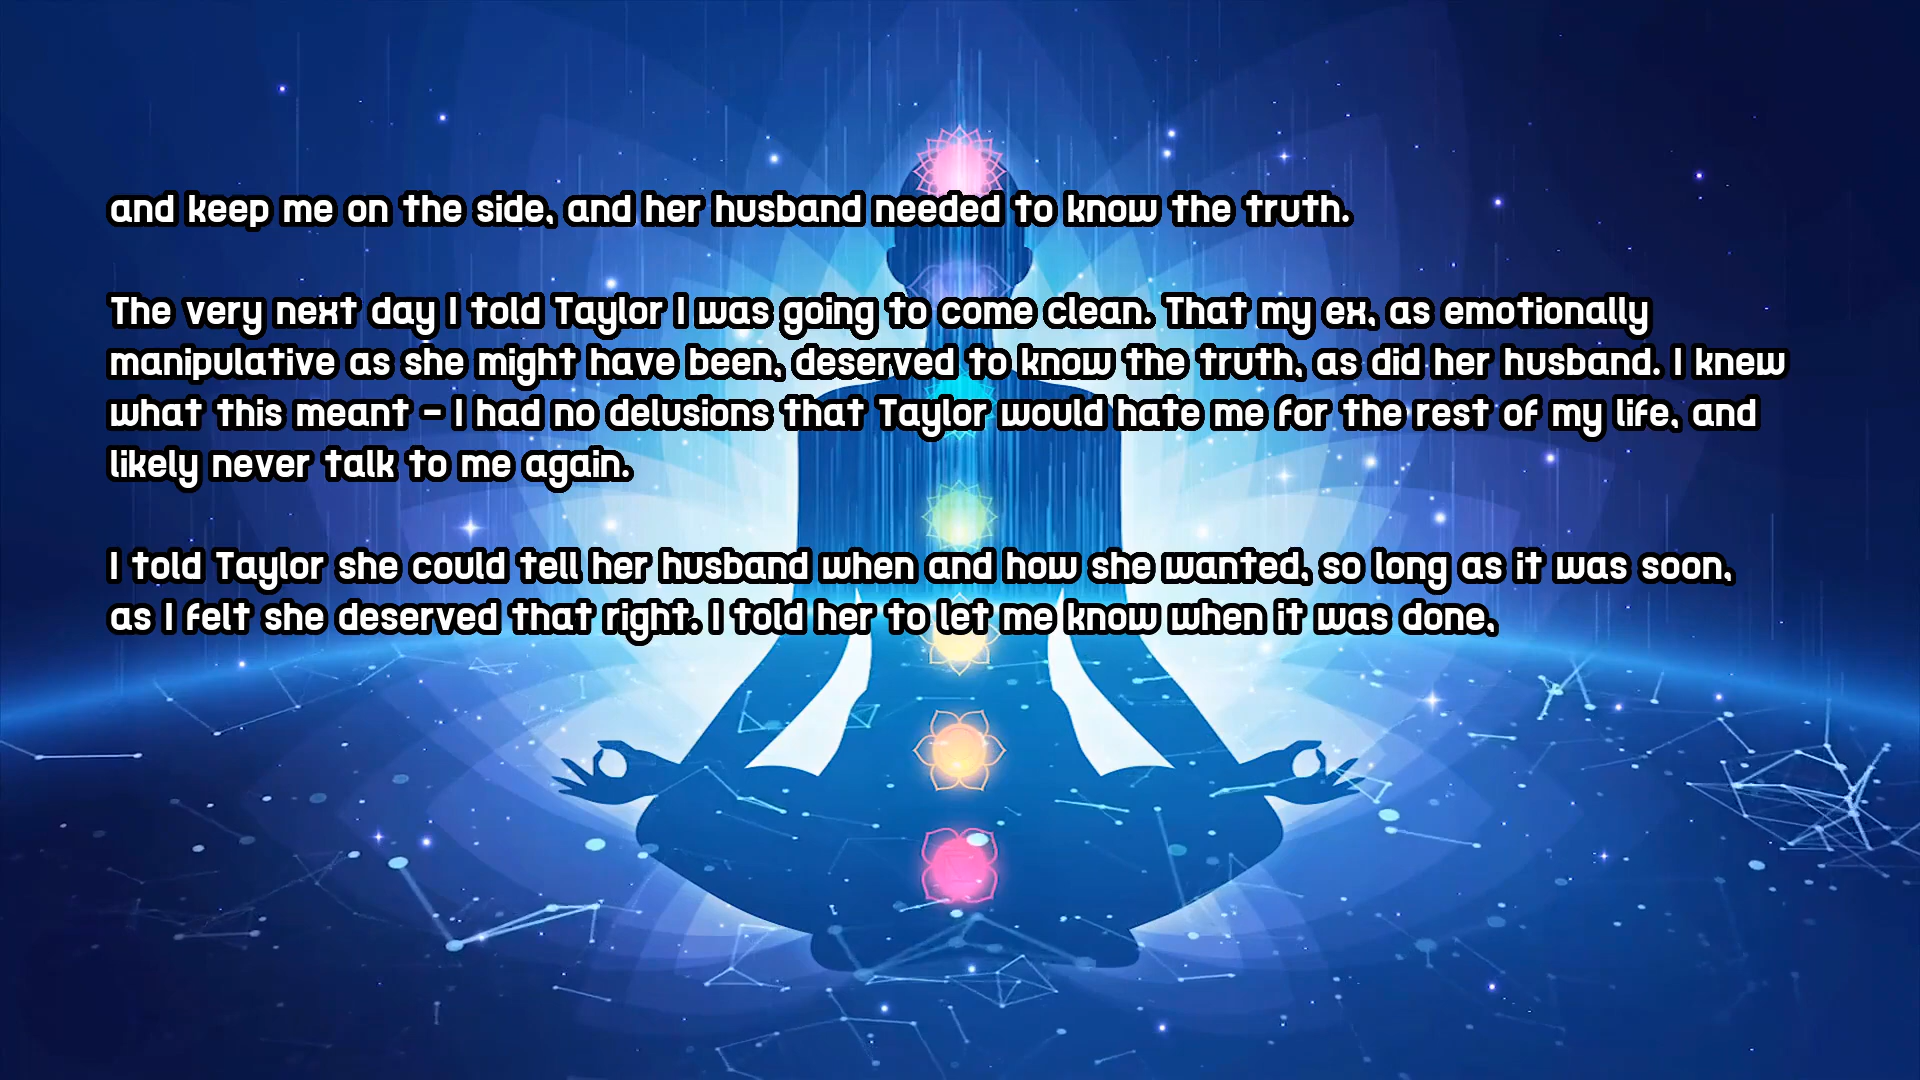 and keep me on the side, and her husband needed to know the truth.
The very next day I told Taylor I was going to come clean. That my ex, as emotionally
manipulative as she might have been, deserved to know the truth, as did her husband. I knew
what this meant - I had no delusions that Taylor would hate me for the rest of my life, and
likely never talk to me again.
I told Taylor she could tell her husband when and how she wanted, so long as it was soon,
as I felt she deserved that right. I told her to let me know when it was done,